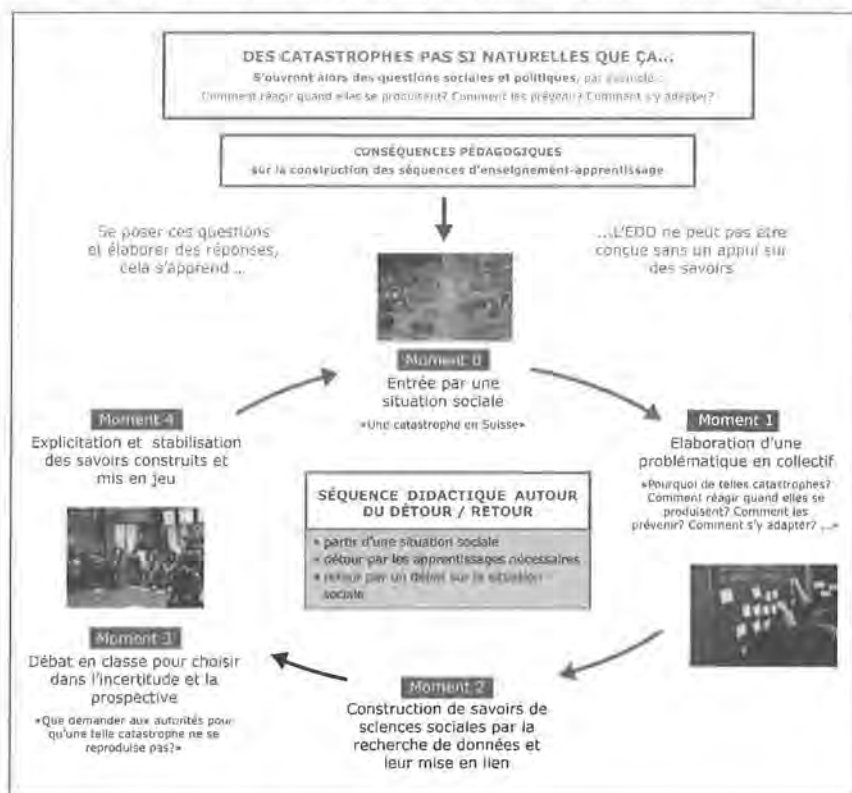 DES CATASTROPHES PAS SI NATURELLES QUE ÇA...
S'ouvrent alors des questions sociales et politiques, par exemple...
Comment réagir quand elles se produisent? Comment les prévenir? Comment s'y adapter?
CONSÉQUENCES PÉDAGOGIQUES
sur la construction des séquences d'enseignement-apprentissage
Se poser ces questions
et élaborer des réponses,
cela s'apprend ...
...L'EDD ne peut pas être
conçue sans un appui sur
des savoirs
Moment 0
Entrée par une
situation sociale
«Une catastrophe en Suisse»
Moment 1
Elaboration d'une
problématique en collectif
«Pourquoi de telles catastrophes?
Comment réagir quand elles se
produisent? Comment les
prévenir? Comment s'y adapter? ...»
Moment 4
Explicitation et stabilisation
des savoirs construits et
mis en jeu
SÉQUENCE DIDACTIQUE AUTOUR
DU DÉTOUR / RETOUR
• partir d'une situation sociale
• détour par les apprentissages nécessaires
• retour par un débat sur la situation
sociale
Moment 3
Débat en classe pour choisir
dans l'incertitude et la
prospective
«Que demander aux autorités pour
qu'une telle catastrophe ne se
reproduise pas?»
Moment 2
Construction de savoirs de
sciences sociales par la
recherche de données et
leur mise en lien